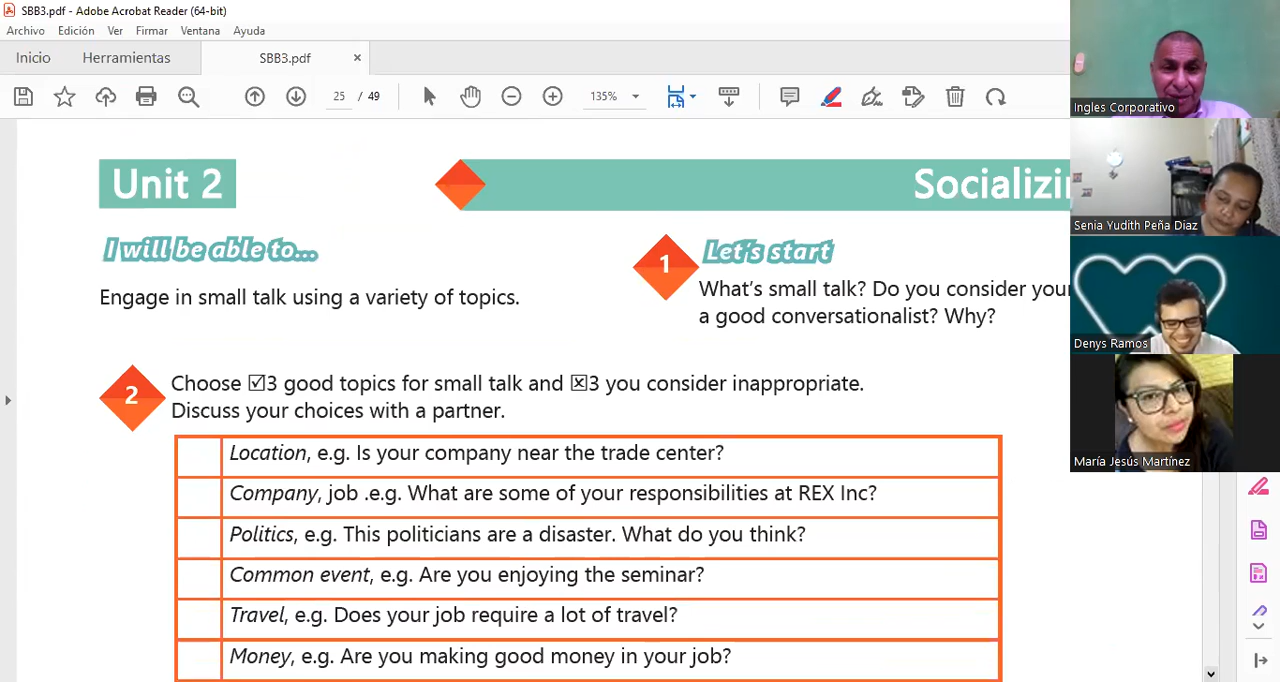 SBB3.pdf - Adobe Acrobat Reader (64-bit)
Archivo Edición Ver Firmar Ventana Ayuda
Inicio Herramientas SBB3.pdf ×
25 / 49 135%
Unit 2
I will be able to...
Engage in small talk using a variety of topics.
1 Let's start
What's small talk? Do you consider your
a good conversationalist? Why?
2 Choose ☑3 good topics for small talk and ☒3 you consider inappropriate.
Discuss your choices with a partner.
Location, e.g. Is your company near the trade center?
Company, job .e.g. What are some of your responsibilities at REX Inc?
Politics, e.g. This politicians are a disaster. What do you think?
Common event, e.g. Are you enjoying the seminar?
Travel, e.g. Does your job require a lot of travel?
Money, e.g. Are you making good money in your job?
Ingles Corporativo
Senia Yudith Peña Diaz
Denys Ramos
María Jesús Martínez